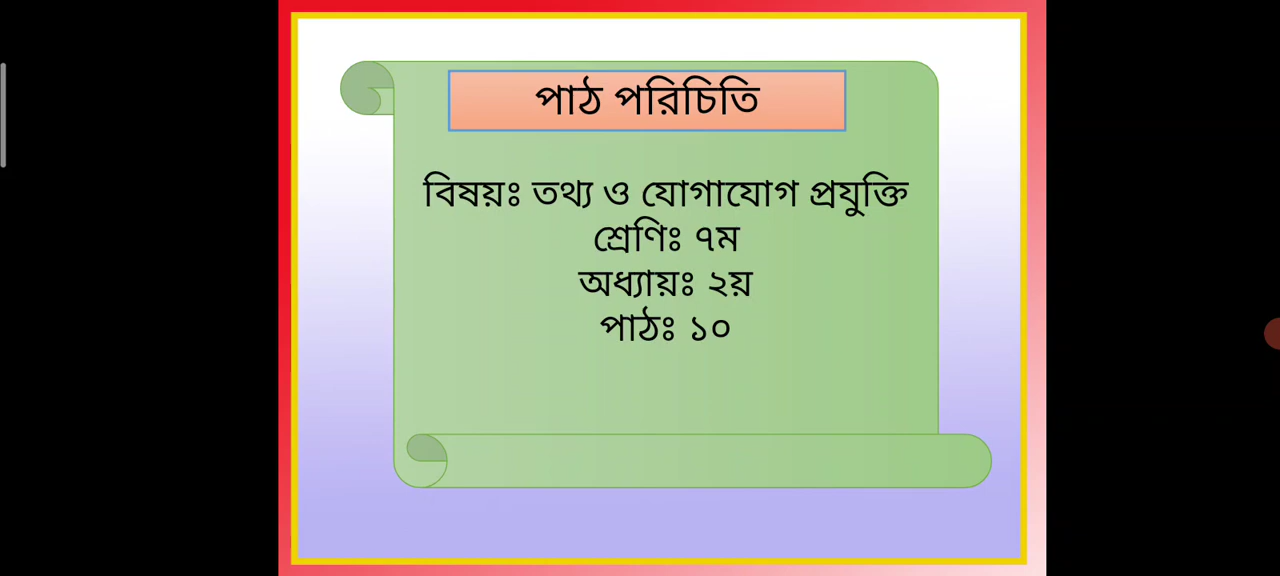 পাঠ পরিচিতি
বিষয়ঃ তথ্য ও যোগাযোগ প্রযুক্তি
শ্রেণিঃ ৭ম
অধ্যায়ঃ ২য়
পাঠঃ ১০